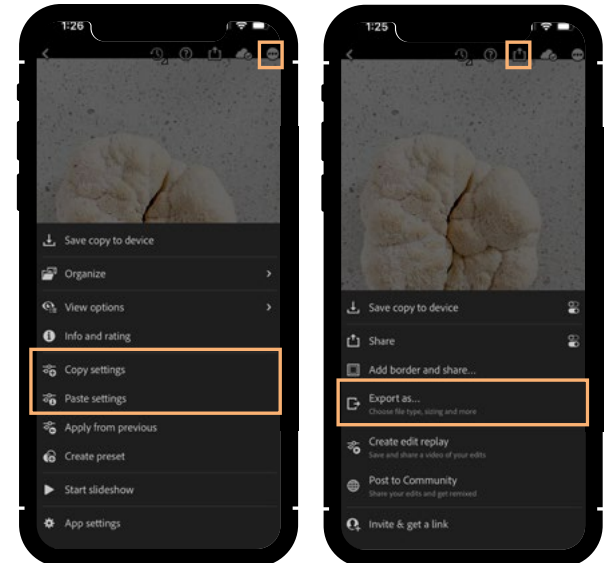 1:26
Save copy to device
Organize
View options
Info and rating
Copy settings
Paste settings
Apply from previous
Create preset
Start slideshow
App settings
1:25
Save copy to device
Share
Add border and share...
Export as...
Choose file type, sizing and more
Create edit replay
Save and share a video of your edits
Post to Community
Share your edits and get remixed
Invite & get a link